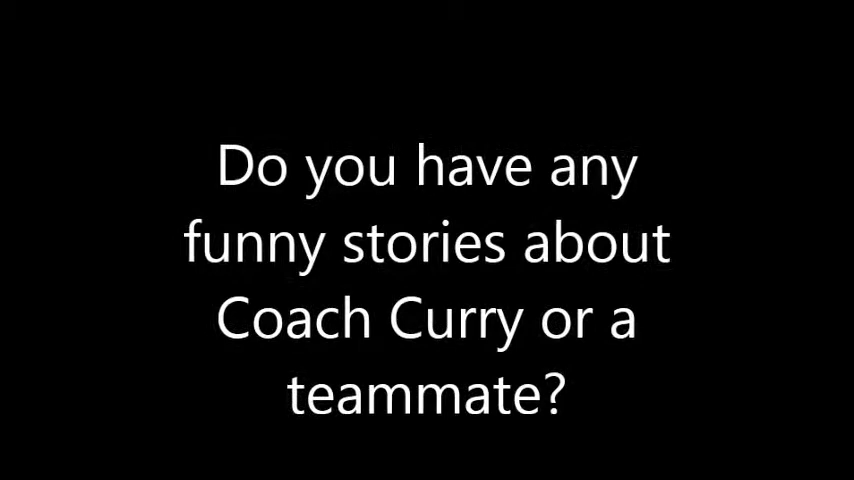 Do you have any
funny stories about
Coach Curry or a
teammate?